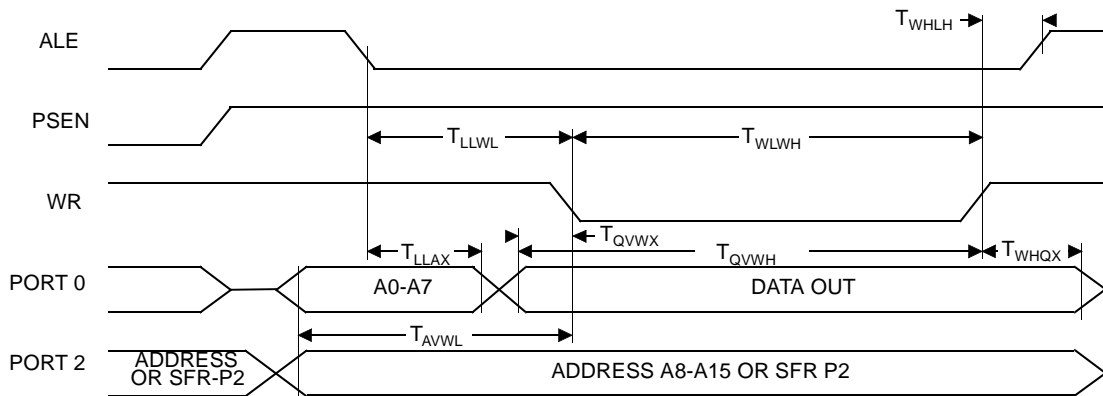 ALE
TWHLH
PSEN
TLLWL
TWLWH
WR
TLLAX
TQVWX
TQVWH
TWHQX
PORT 0
A0-A7
DATA OUT
TAVWL
PORT 2
ADDRESS
OR SFR-P2
ADDRESS A8-A15 OR SFR P2